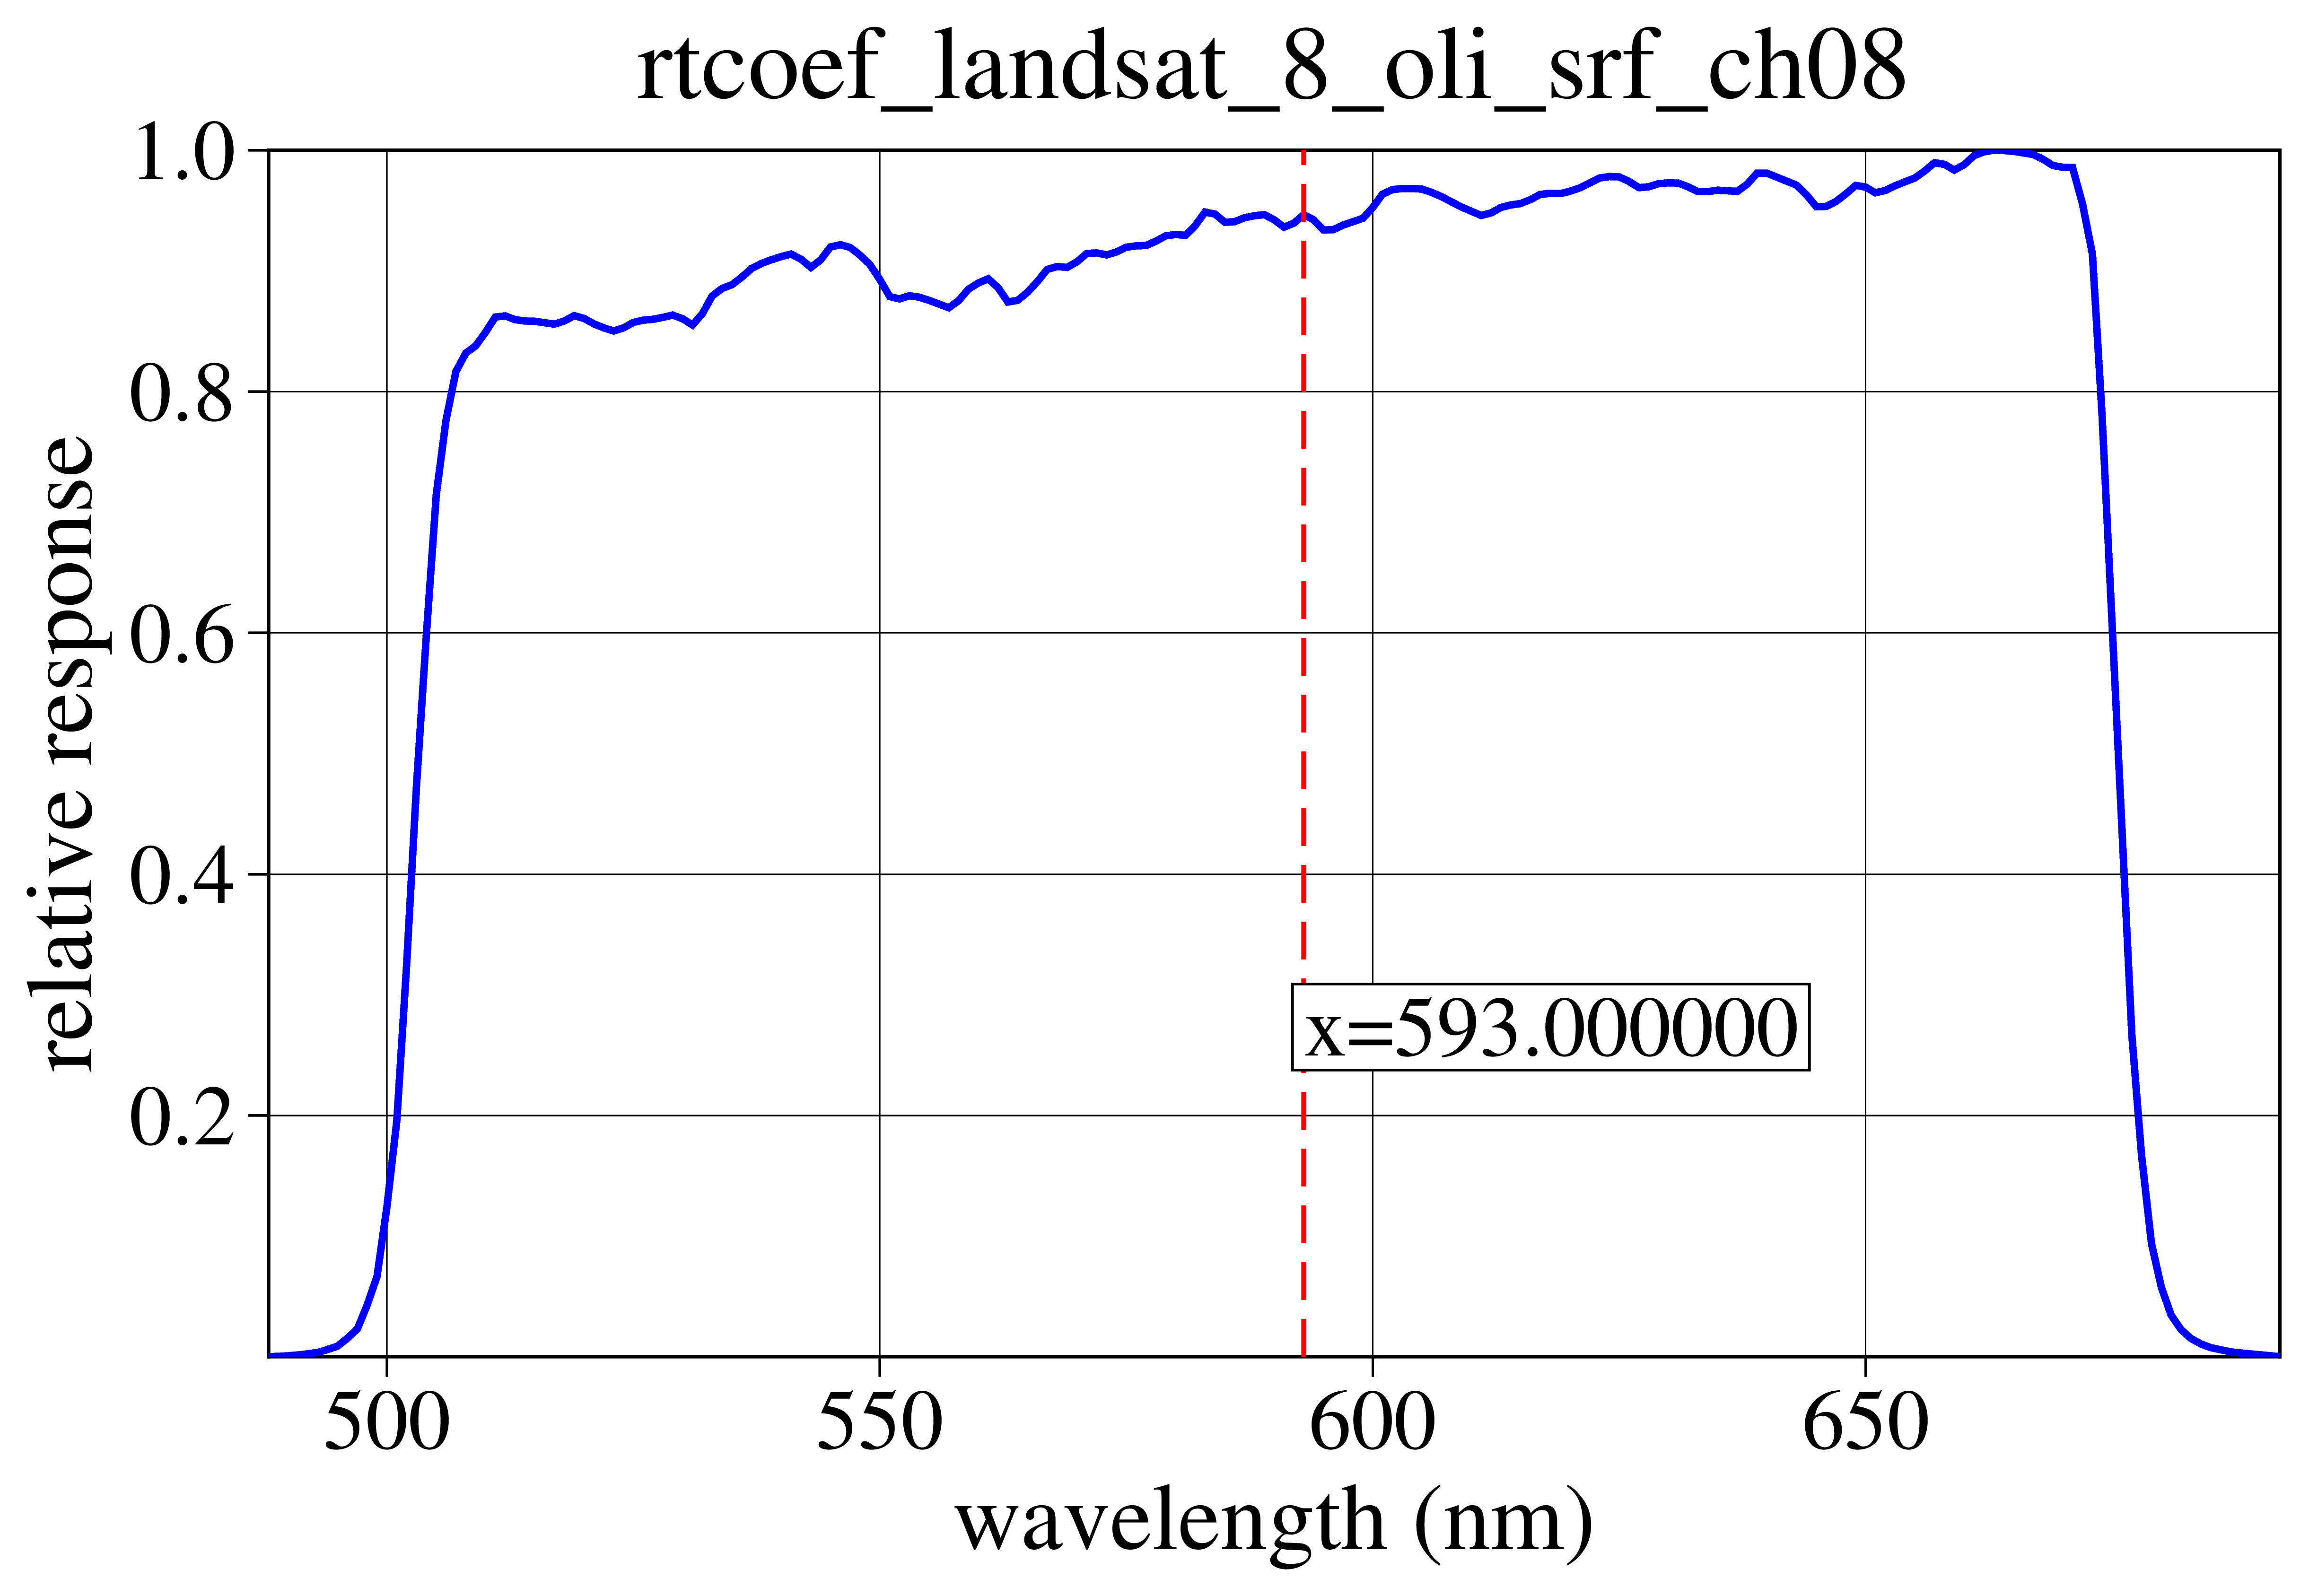 rtcoef_landsat_8_oli_srf_ch08
1.0
0.8
0.6
0.4
0.2
relative response
x=593.000000
500 550 600 650
wavelength (nm)